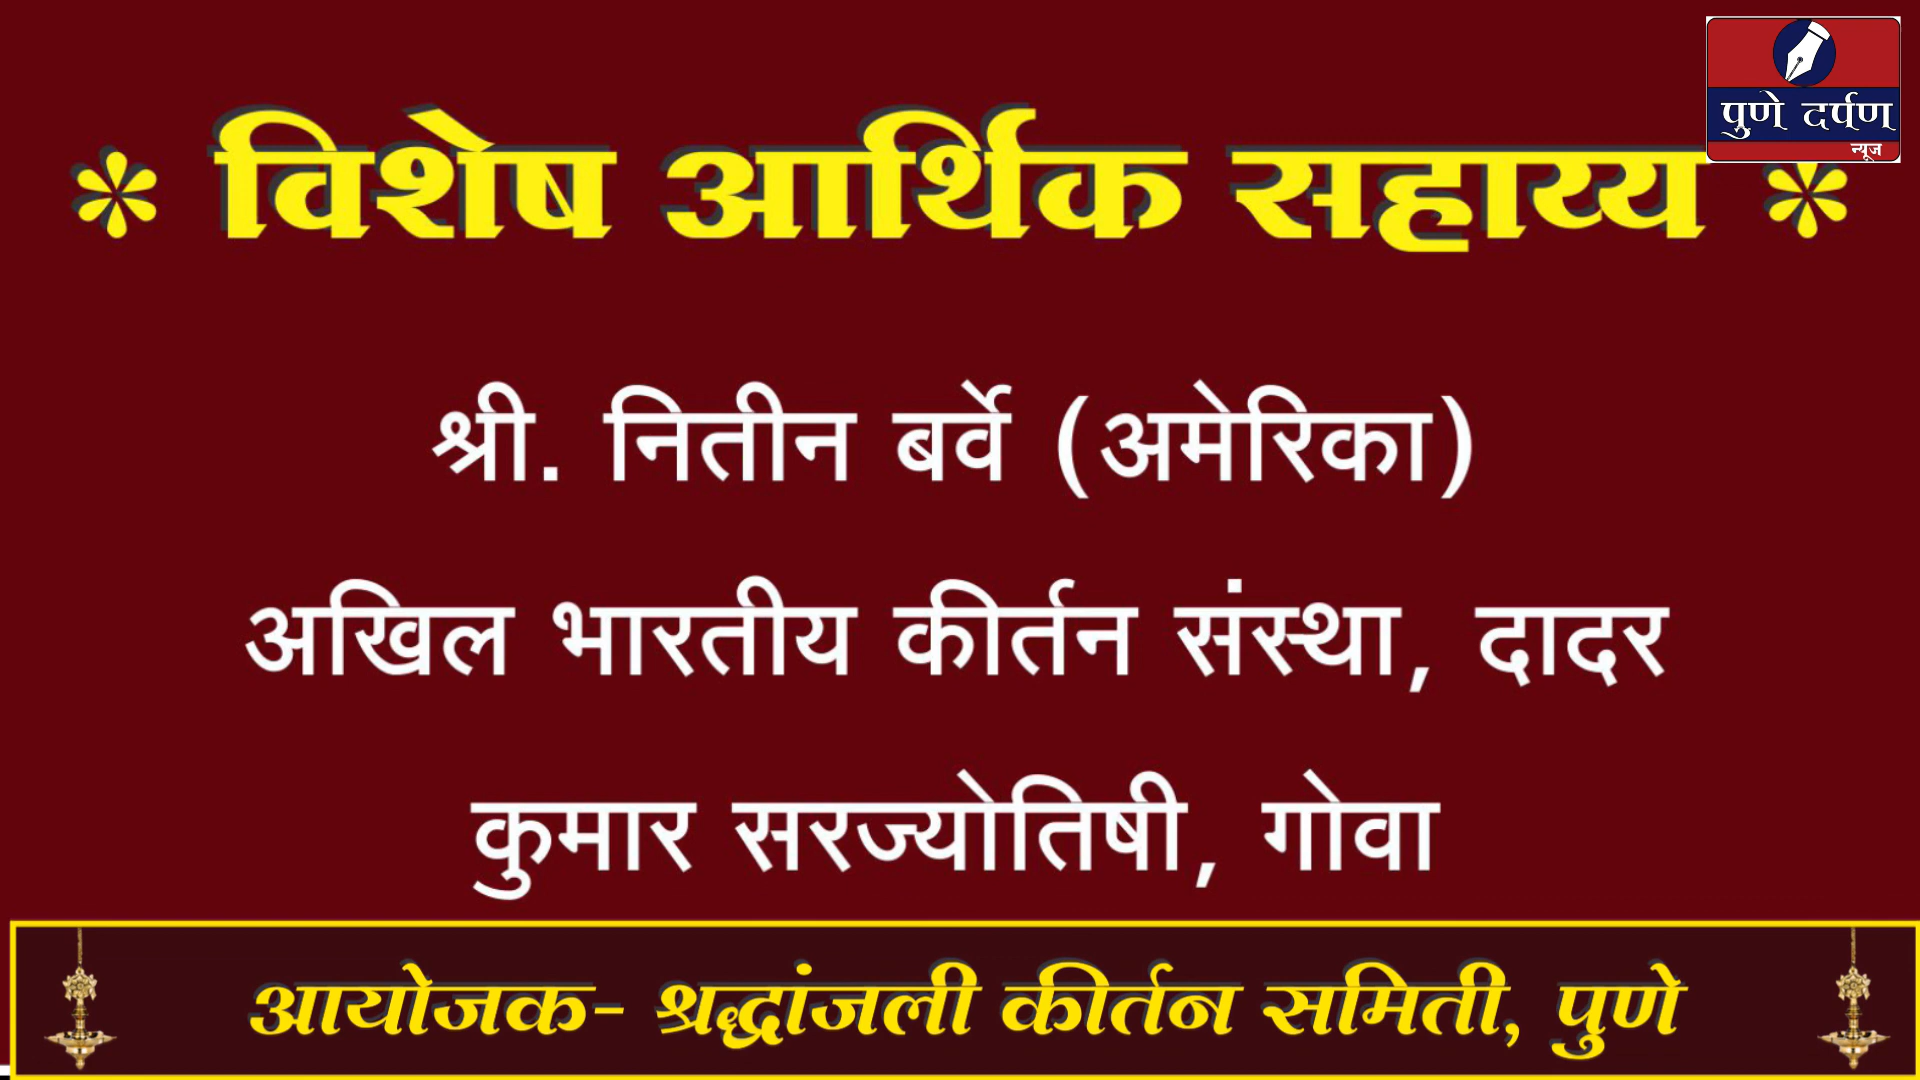 पुणे दर्पण
न्यूज
* विशेष आर्थिक सहाय्य *
श्री. नितीन बर्वे (अमेरिका)
अखिल भारतीय कीर्तन संस्था, दादर
कुमार सरज्योतिषी, गोवा
आयोजक- श्रद्धांजली कीर्तन समिती, पुणे